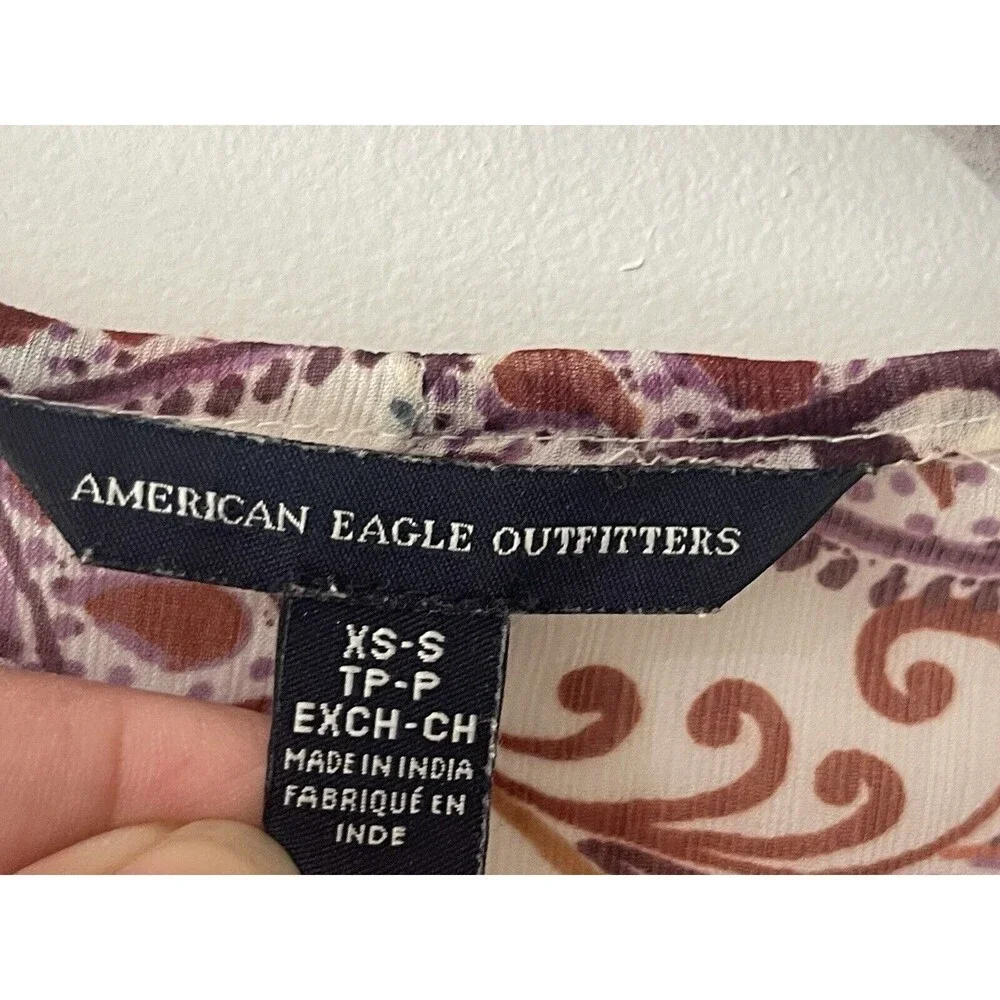 AMERICAN EAGLE OUTFITTERS
XS-S
TP-P
EXCH-CH
MADE IN INDIA
FABRIQUÉ EN
INDE